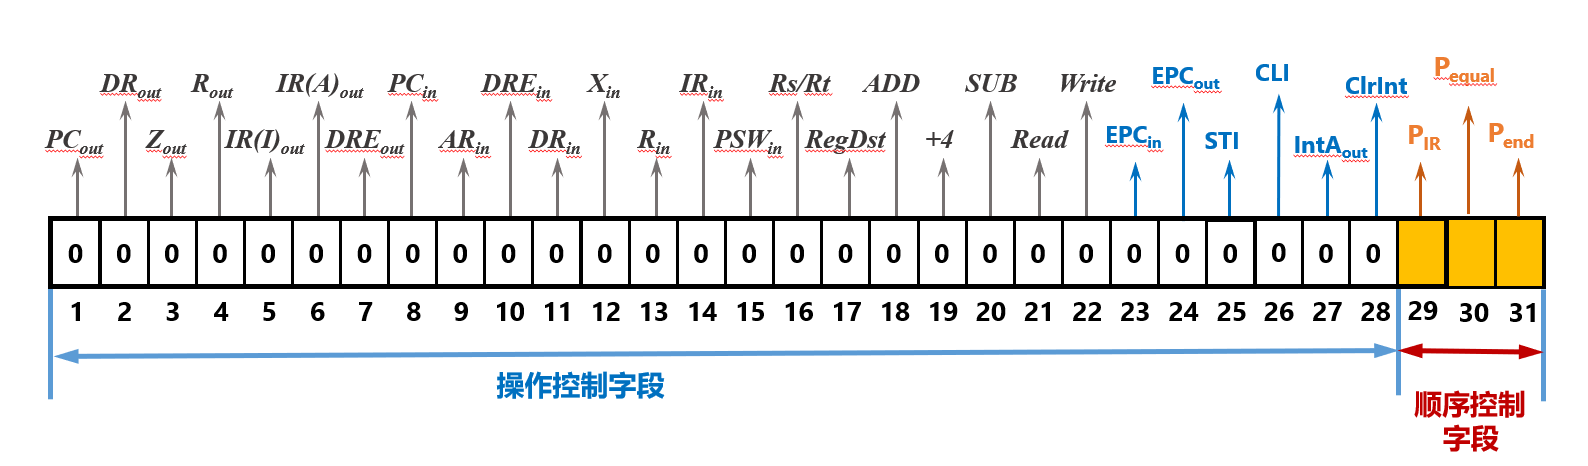 DRout Rout IR(A)out PCin DREin Xin IRin Rs/Rt ADD SUB Write EPCout CLI ClrInt Pequal
PCout Zout IR(I)out DREout ARin DRin Rin PSWin RegDst +4 Read EPCin STI IntAout PIR Pend
0 0 0 0 0 0 0 0 0 0 0 0 0 0 0 0 0 0 0 0 0 0 0 0 0 0 0 0
1 2 3 4 5 6 7 8 9 10 11 12 13 14 15 16 17 18 19 20 21 22 23 24 25 26 27 28 29 30 31
操作控制字段
顺序控制
字段